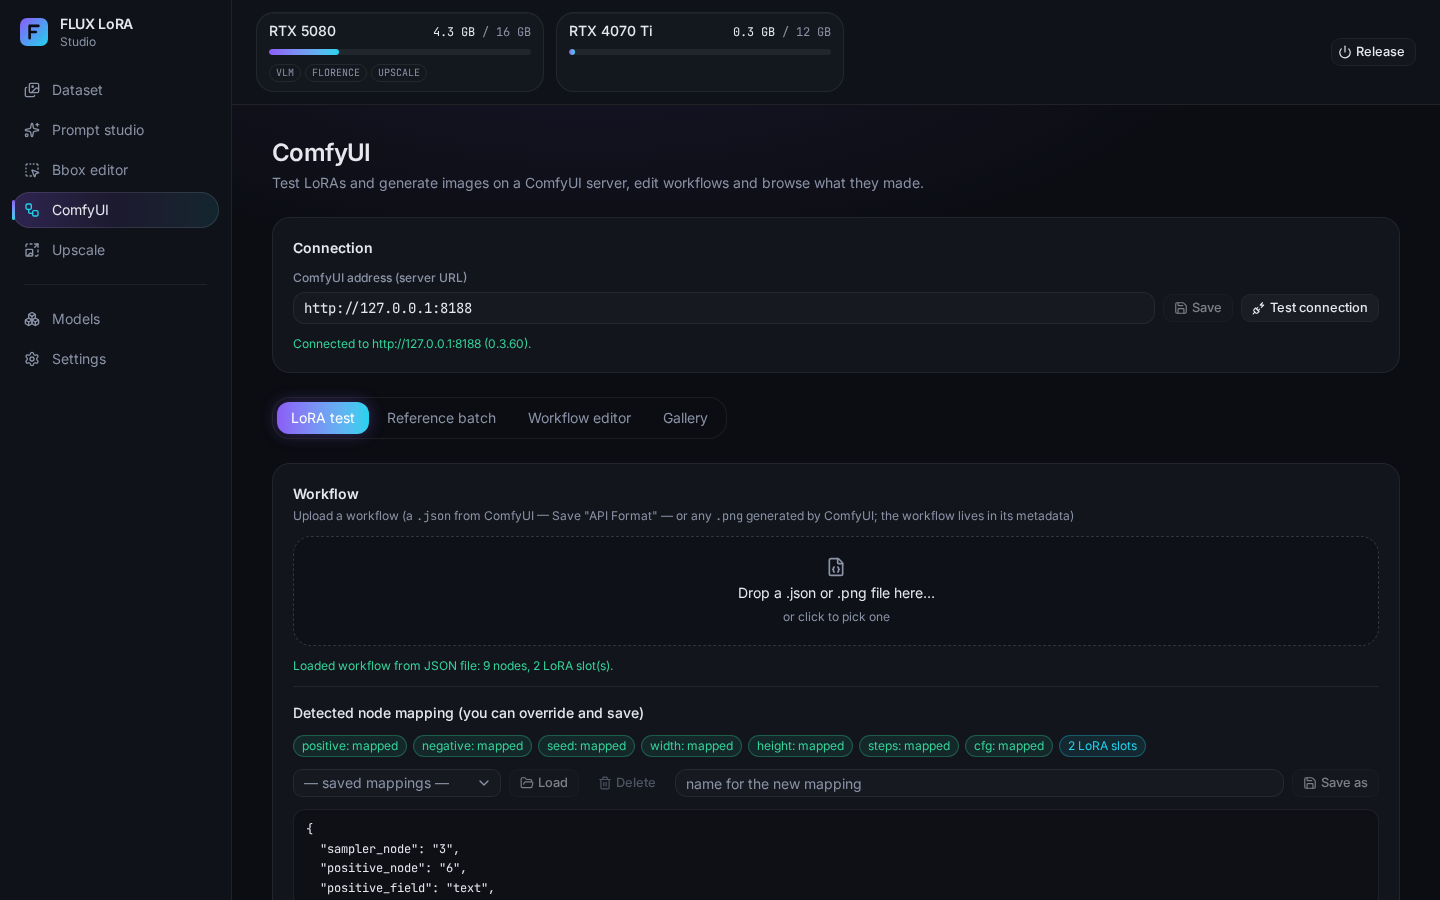 FLUX LoRA
Studio
Dataset
Prompt studio
Bbox editor
ComfyUI
Upscale
Models
Settings
RTX 5080 4.3 GB / 16 GB
VLM FLORENCE UPSCALE
RTX 4070 Ti 0.3 GB / 12 GB
Release
ComfyUI
Test LoRAs and generate images on a ComfyUI server, edit workflows and browse what they made.
Connection
ComfyUI address (server URL)
http://127.0.0.1:8188 Save Test connection
Connected to http://127.0.0.1:8188 (0.3.60).
LoRA test Reference batch Workflow editor Gallery
Workflow
Upload a workflow (a .json from ComfyUI — Save "API Format" — or any .png generated by ComfyUI; the workflow lives in its metadata)
Drop a .json or .png file here...
or click to pick one
Loaded workflow from JSON file: 9 nodes, 2 LoRA slot(s).
Detected node mapping (you can override and save)
positive: mapped negative: mapped seed: mapped width: mapped height: mapped steps: mapped cfg: mapped 2 LoRA slots
— saved mappings — Load Delete name for the new mapping Save as
{
"sampler_node": "3",
"positive_node": "6",
"positive_field": "text",